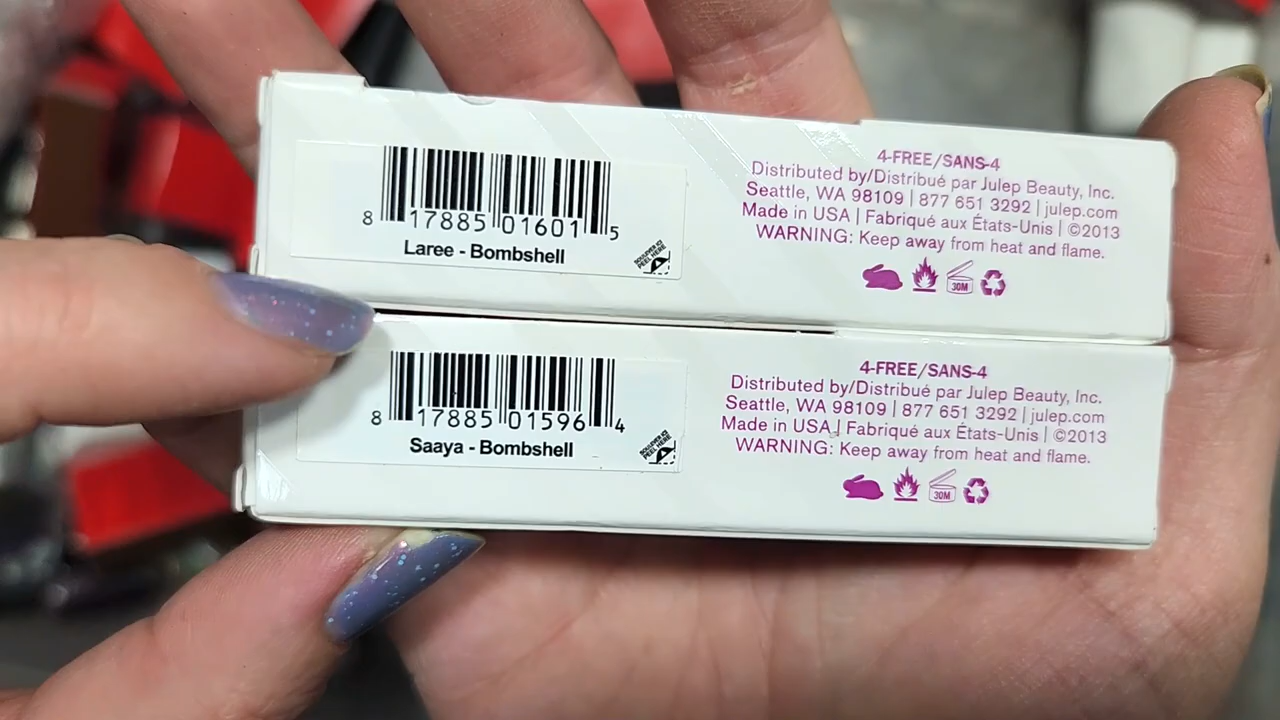 8 17885 01601 5
Laree - Bombshell
PEEL HERE
4-FREE/SANS-4
Distributed by/Distribué par Julep Beauty, Inc.
Seattle, WA 98109 | 877 651 3292 | julep.com
Made in USA | Fabriqué aux États-Unis | ©2013
WARNING: Keep away from heat and flame.
30M
8 17885 01596 4
Saaya - Bombshell
PEEL HERE
4-FREE/SANS-4
Distributed by/Distribué par Julep Beauty, Inc.
Seattle, WA 98109 | 877 651 3292 | julep.com
Made in USA | Fabriqué aux États-Unis | ©2013
WARNING: Keep away from heat and flame.
30M